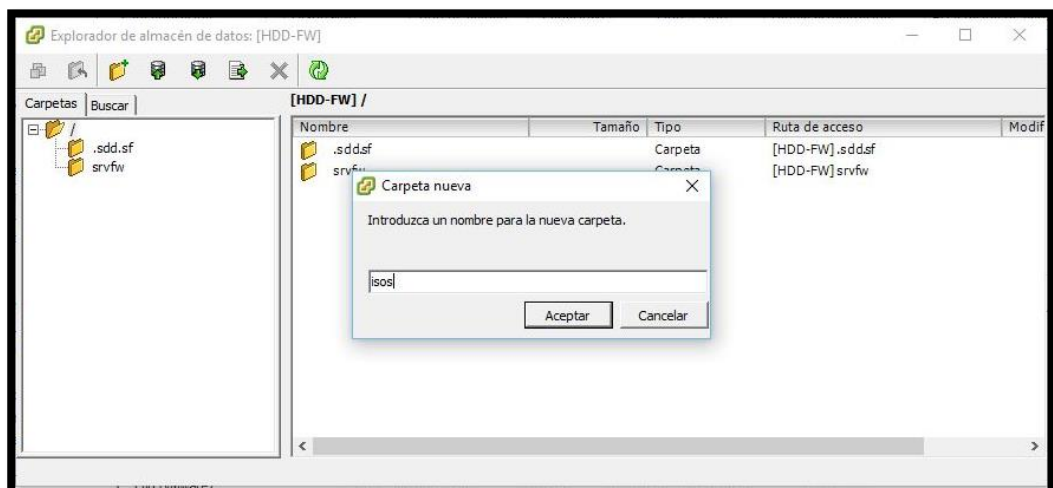 Explorador de almacén de datos: [HDD-FW]
Carpetas Buscar
[HDD-FW] /
/
.sdd.sf
srvfw
Nombre Tamaño Tipo Ruta de acceso Modif
.sdd.sf Carpeta [HDD-FW] .sdd.sf
srvfw Carpeta [HDD-FW] srvfw
Carpeta nueva
Introduzca un nombre para la nueva carpeta.
isos
Aceptar Cancelar